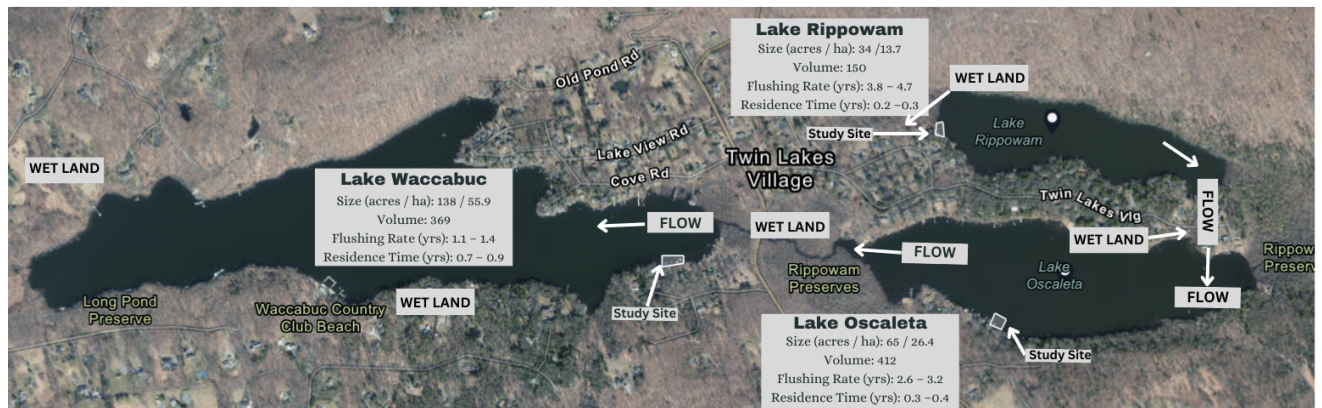 Lake Rippowam
Size (acres / ha): 34 /13.7
Volume: 150
Flushing Rate (yrs): 3.8 – 4.7
Residence Time (yrs): 0.2 –0.3
WET LAND
Study Site
Lake
Rippowam
Old Pond Rd
Lake View Rd
Cove Rd
Twin Lakes
Village
WET LAND
Lake Waccabuc
Size (acres / ha): 138 / 55.9
Volume: 369
Flushing Rate (yrs): 1.1 – 1.4
Residence Time (yrs): 0.7 – 0.9
FLOW
WET LAND
FLOW
Twin Lakes Vlg
WET LAND
FLOW
Rippow
Preserv
Rippowam
Preserves
Lake
Oscaleta
FLOW
Long Pond
Preserve
Waccabuc Country
Club Beach
WET LAND
Study Site
Lake Oscaleta
Size (acres / ha): 65 / 26.4
Volume: 412
Flushing Rate (yrs): 2.6 – 3.2
Residence Time (yrs): 0.3 –0.4
Study Site